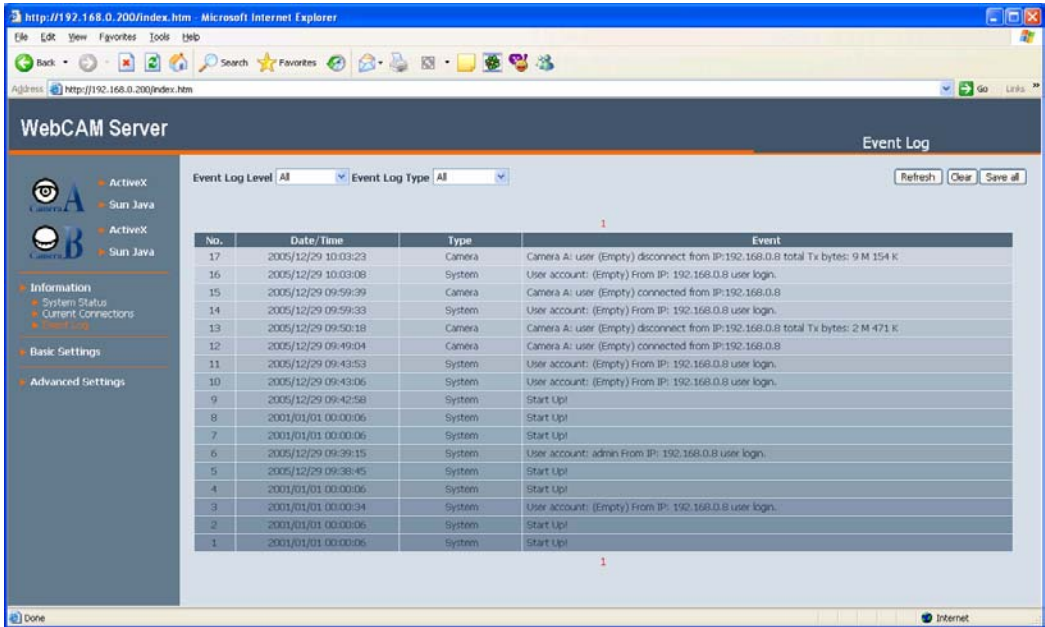 http://192.168.0.200/index.htm - Microsoft Internet Explorer
File Edit View Favorites Tools Help
Back Search Favorites
Address http://192.168.0.200/index.htm Go Links
WebCAM Server
Event Log
Camera A ActiveX
Sun Java
Camera B ActiveX
Sun Java
Information
System Status
Current Connections
Event Log
Basic Settings
Advanced Settings
Event Log Level All Event Log Type All Refresh Clear Save all
1
No. Date/Time Type Event
17 2005/12/29 10:03:23 Camera Camera A: user (Empty) disconnect from IP:192.168.0.8 total Tx bytes: 9 M 154 K
16 2005/12/29 10:03:08 System User account: (Empty) From IP: 192.168.0.8 user login.
15 2005/12/29 09:59:39 Camera Camera A: user (Empty) connected from IP:192.168.0.8
14 2005/12/29 09:59:33 System User account: (Empty) From IP: 192.168.0.8 user login.
13 2005/12/29 09:50:18 Camera Camera A: user (Empty) disconnect from IP:192.168.0.8 total Tx bytes: 2 M 471 K
12 2005/12/29 09:49:04 Camera Camera A: user (Empty) connected from IP:192.168.0.8
11 2005/12/29 09:43:53 System User account: (Empty) From IP: 192.168.0.8 user login.
10 2005/12/29 09:43:06 System User account: (Empty) From IP: 192.168.0.8 user login.
9 2005/12/29 09:42:58 System Start Up!
8 2001/01/01 00:00:06 System Start Up!
7 2001/01/01 00:00:06 System Start Up!
6 2005/12/29 09:39:15 System User account: admin From IP: 192.168.0.8 user login.
5 2005/12/29 09:38:45 System Start Up!
4 2001/01/01 00:00:06 System Start Up!
3 2001/01/01 00:00:34 System User account: (Empty) From IP: 192.168.0.8 user login.
2 2001/01/01 00:00:06 System Start Up!
1 2001/01/01 00:00:06 System Start Up!
1
Done Internet